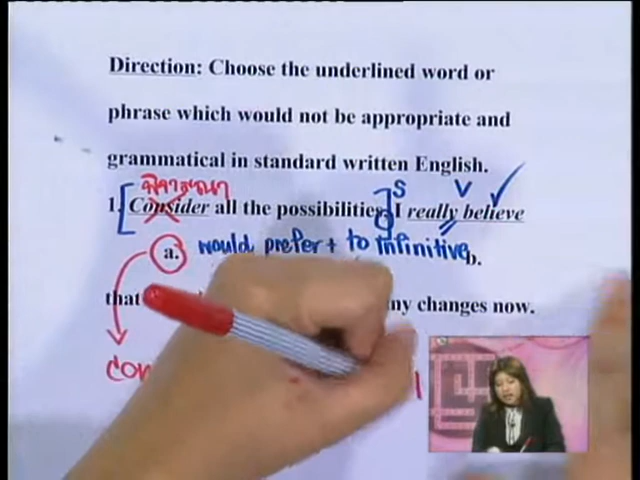 Direction: Choose the underlined word or
phrase which would not be appropriate and
grammatical in standard written English.
พิจารณา S V
1. Consider all the possibilities, I really believe
a. would prefer + to infinitive b.
that ny changes now.
con